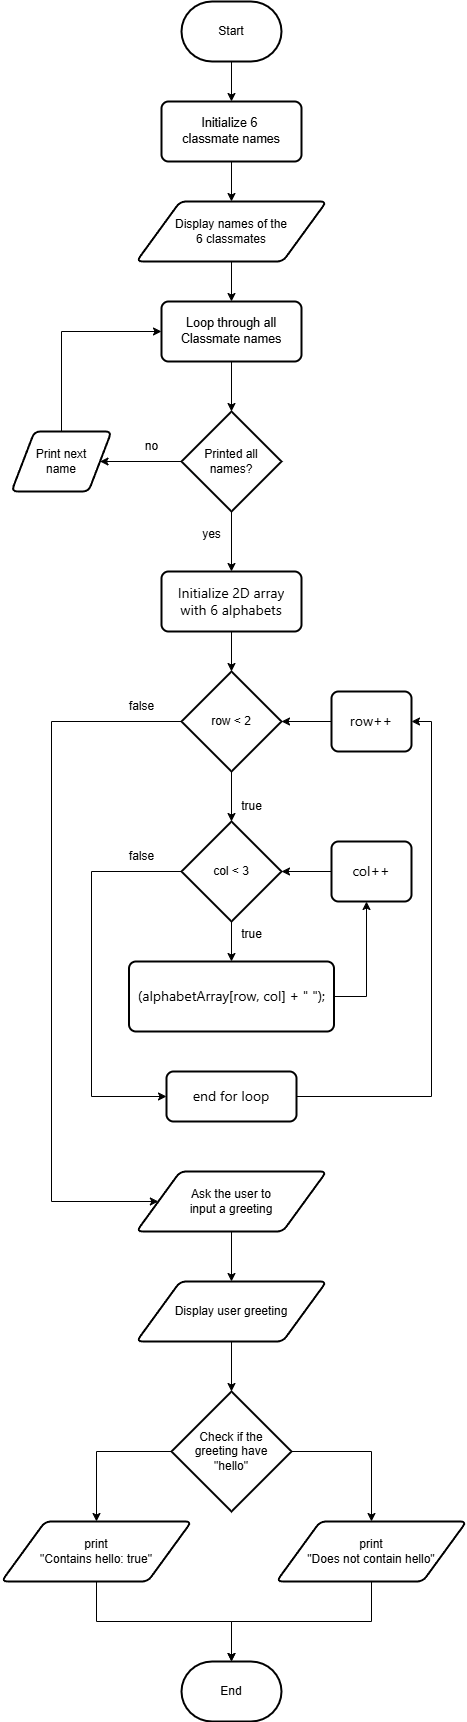 Start
Initialize 6
classmate names
Display names of the
6 classmates
Loop through all
Classmate names
Print next
name
no
Printed all
names?
yes
Initialize 2D array
with 6 alphabets
false
row < 2
row++
true
false
col < 3
col++
true
(alphabetArray[row, col] + " ");
end for loop
Ask the user to
input a greeting
Display user greeting
Check if the
greeting have
"hello"
print
"Contains hello: true"
print
"Does not contain hello"
End